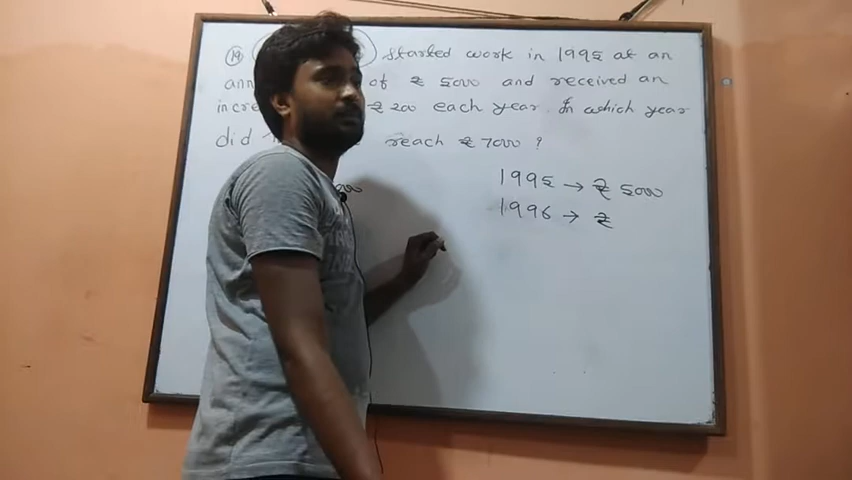 19 started work in 1995 at an
ann of ₹ 5000 and received an
incre ₹ 200 each year. In which year
did reach ₹ 7000 ?
1995 → ₹ 5000
1996 → ₹